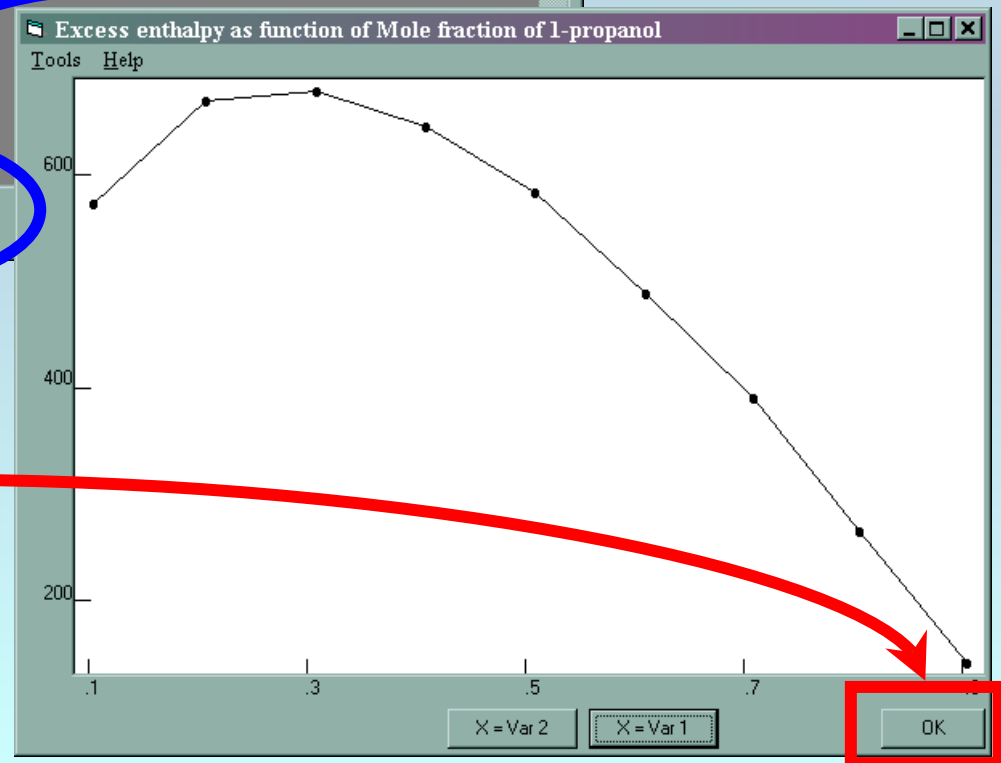 Excess enthalpy as function of Mole fraction of 1-propanol
Tools Help
600
400
200
.1 .3 .5 .7
X = Var 2 X = Var 1 OK